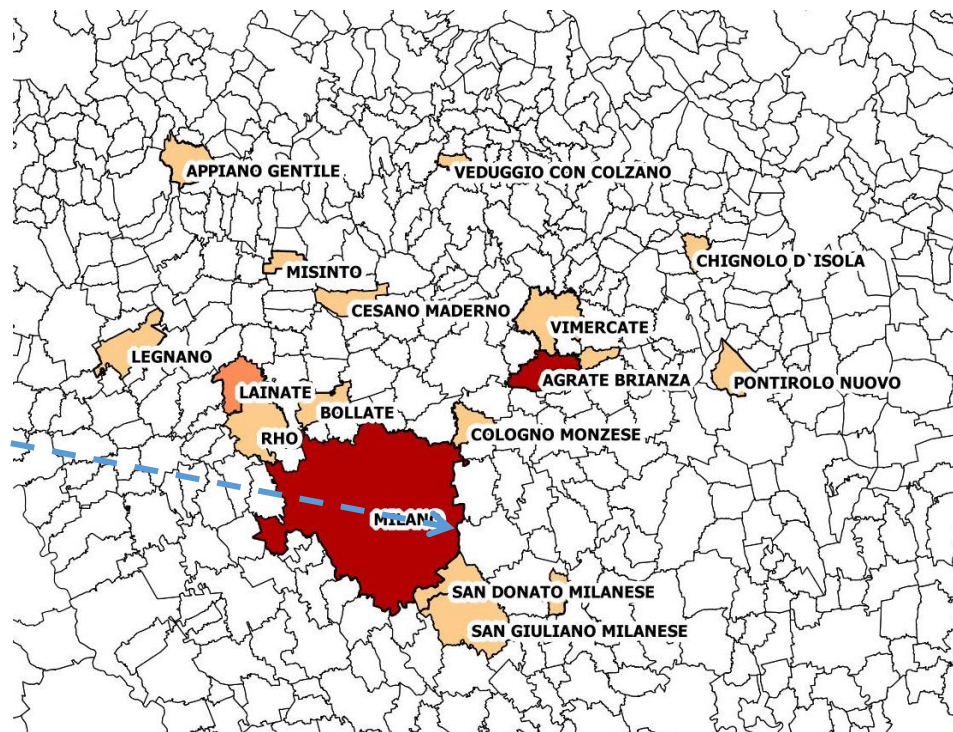 APPIANO GENTILE
VEDUGGIO CON COLZANO
CHIGNOLO D`ISOLA
MISINTO
CESANO MADERNO
VIMERCATE
LEGNANO
AGRATE BRIANZA
PONTIROLO NUOVO
LAINATE
BOLLATE
RHO
COLOGNO MONZESE
MILANO
SAN DONATO MILANESE
SAN GIULIANO MILANESE